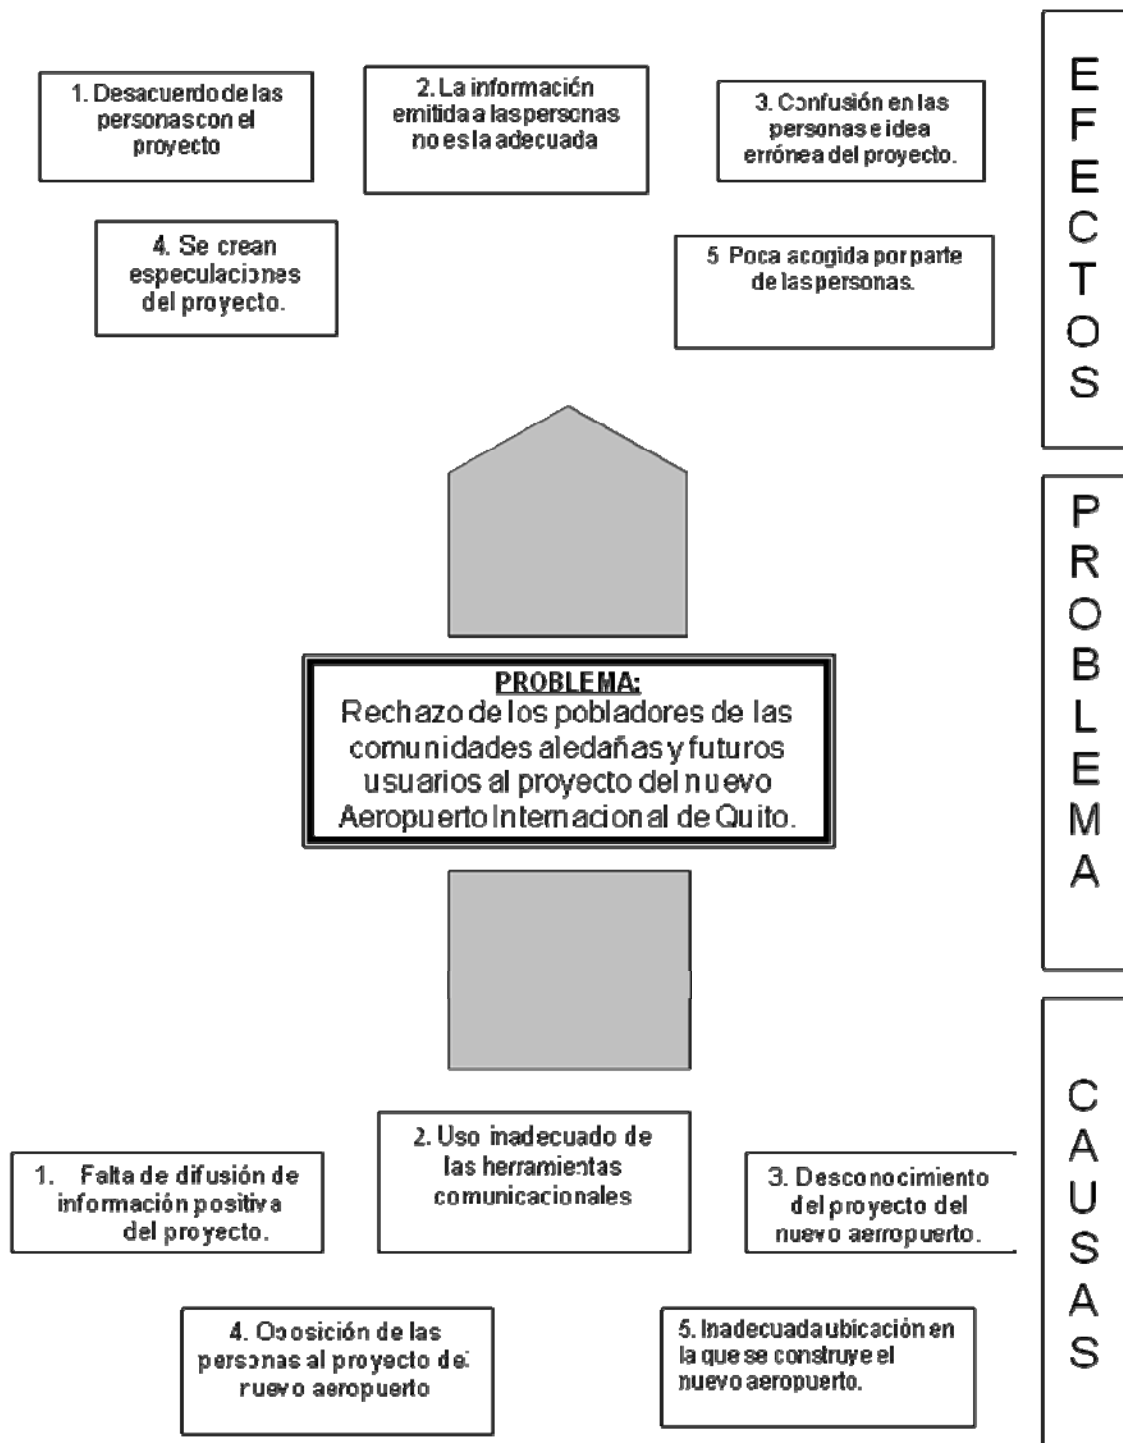 1. Desacuerdo de las
personas con el
proyecto
2. La información
emitida a las personas
no es la adecuada
3. Confusión en las
personas e idea
errónea del proyecto.
4. Se crean
especulaciones
del proyecto.
5 Poca acogida por parte
de las personas.
EFECTOS
PROBLEMA:
Rechazo de los pobladores de las
comunidades aledañas y futuros
usuarios al proyecto del nuevo
Aeropuerto Internacional de Quito.
PROBLEMA
1. Falta de difusión de
información positiva
del proyecto.
2. Uso inadecuado de
las herramientas
comunicacionales
3. Desconocimiento
del proyecto del
nuevo aerropuerto.
4. Oposición de las
personas al proyecto del
nuevo aeropuerto
5. Inadecuada ubicación en
la que se construye el
nuevo aeropuerto.
CAUSAS